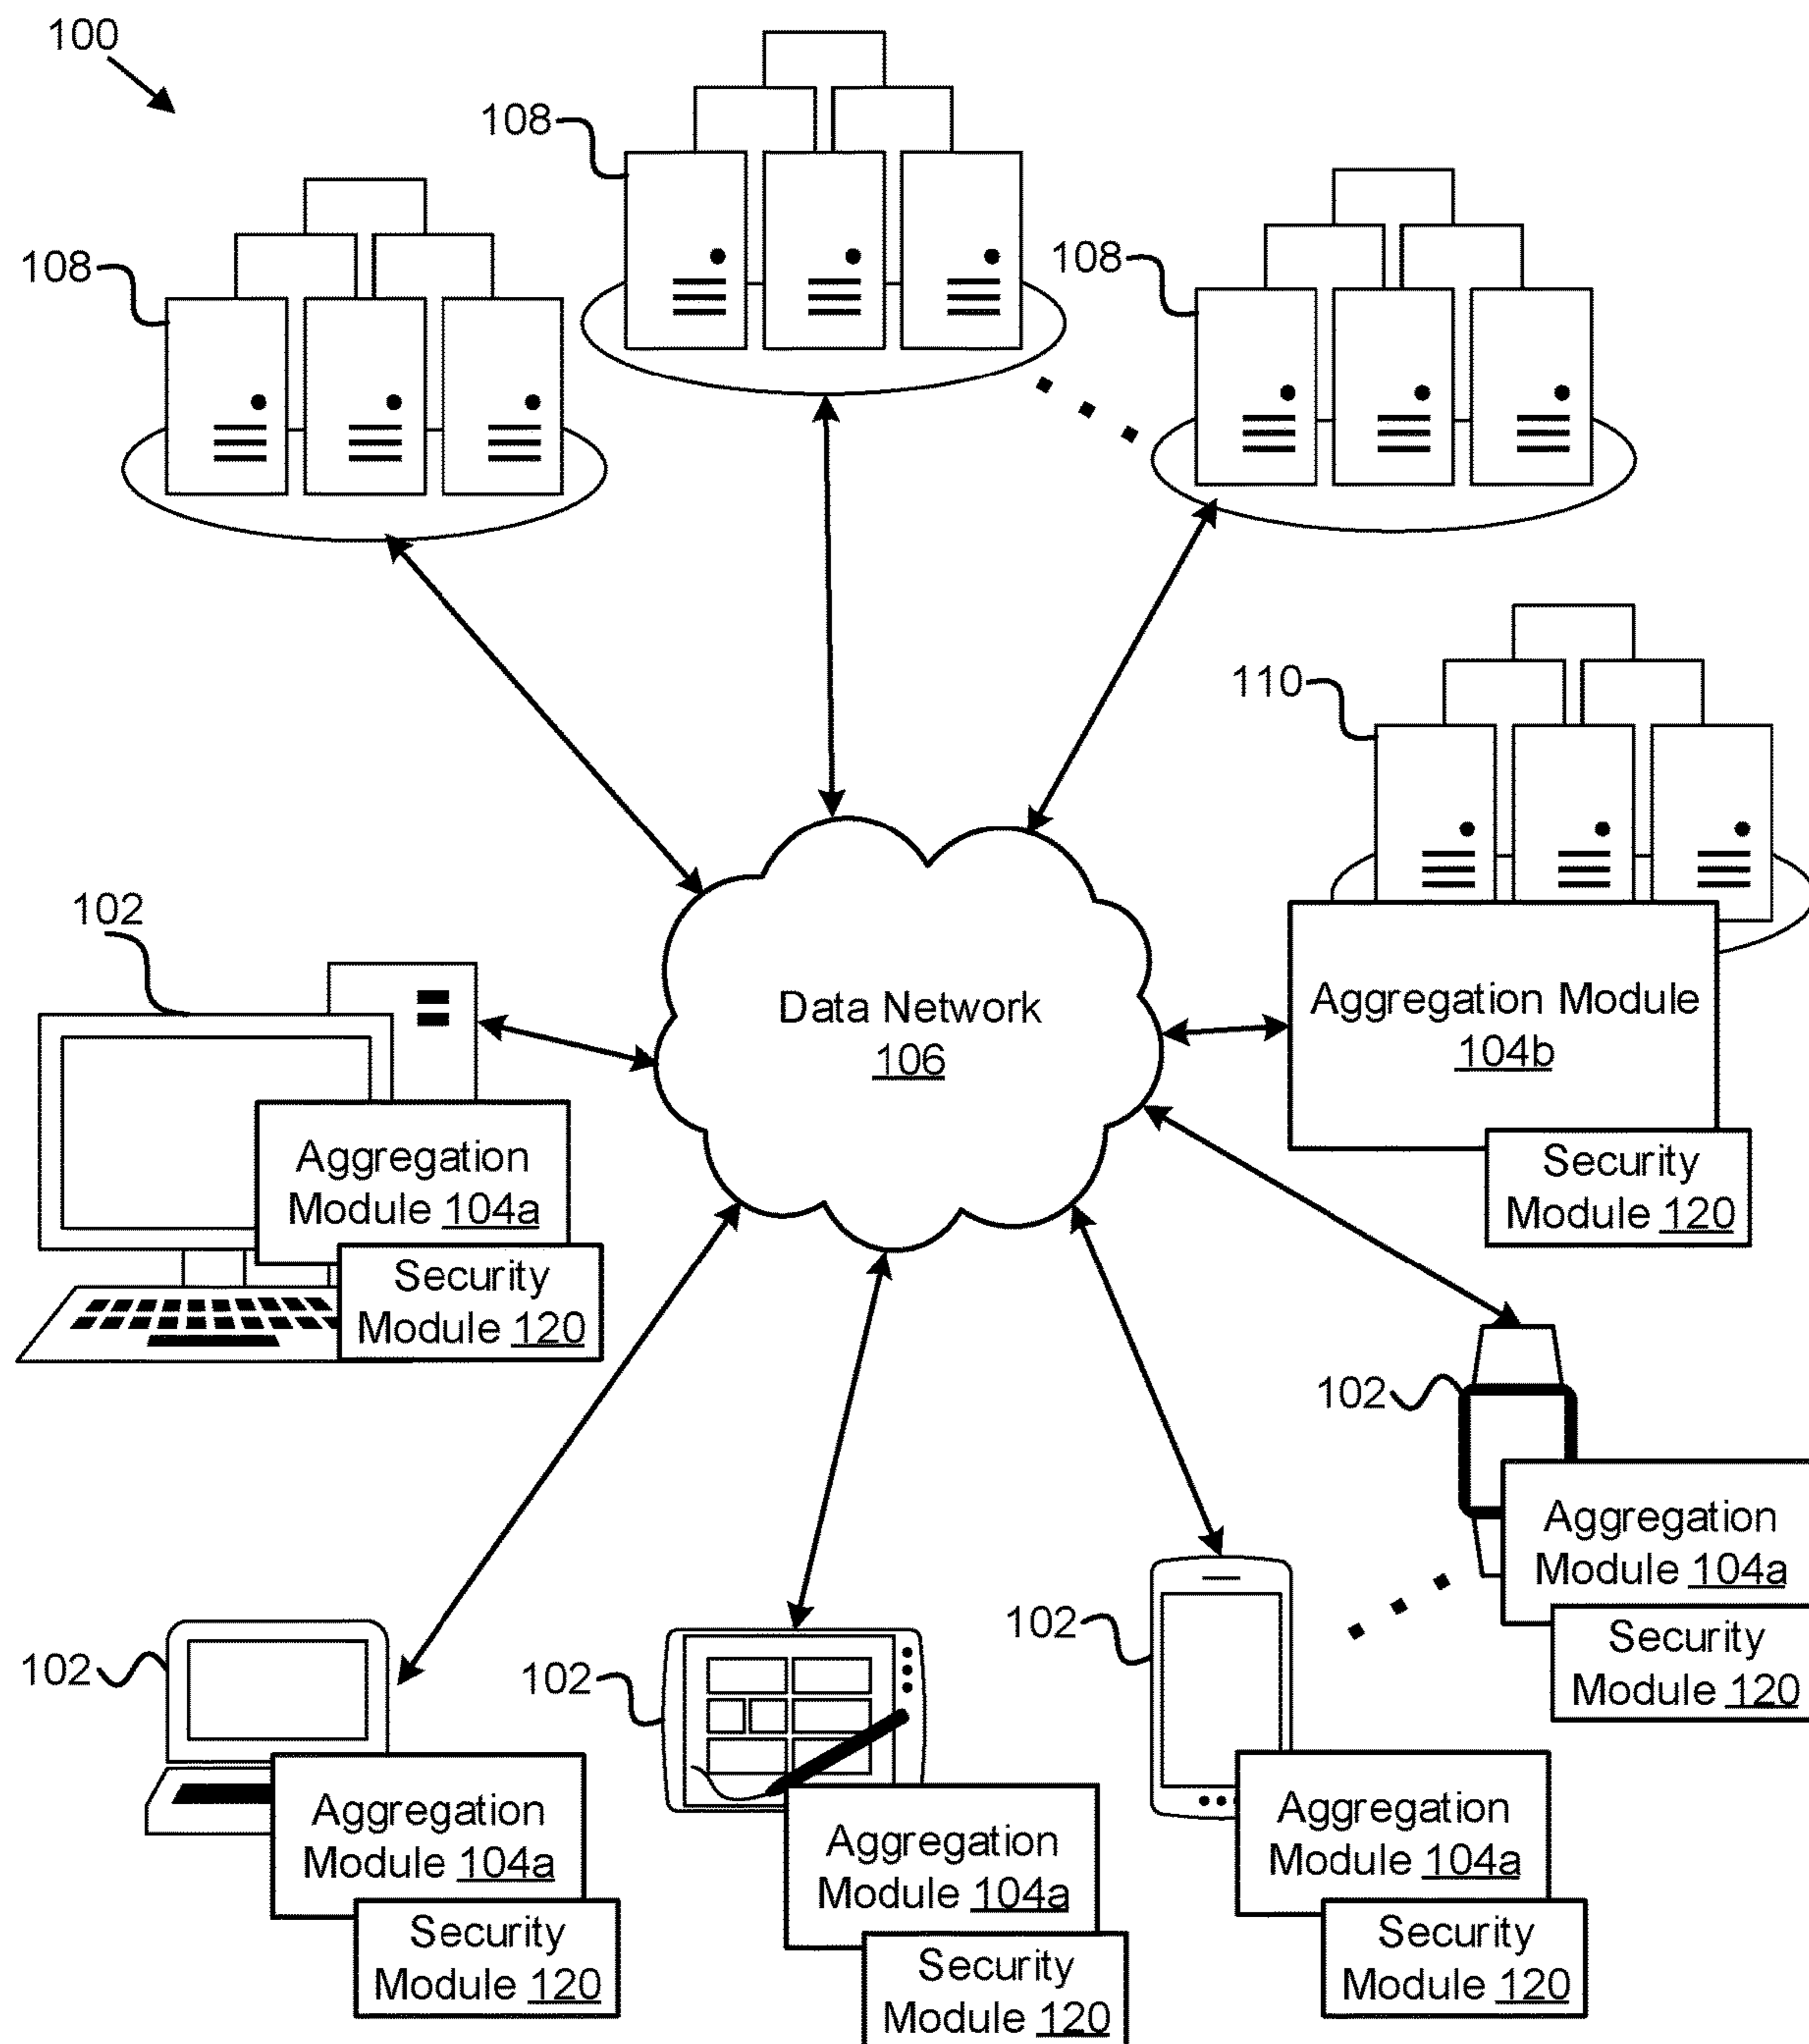 100
108
108
108
110
102
Data Network
106
Aggregation Module
104b
Security
Module 120
Aggregation
Module 104a
Security
Module 120
102
Aggregation
Module 104a
Security
Module 120
102
Aggregation
Module 104a
Security
Module 120
102
Aggregation
Module 104a
Security
Module 120
102
Aggregation
Module 104a
Security
Module 120